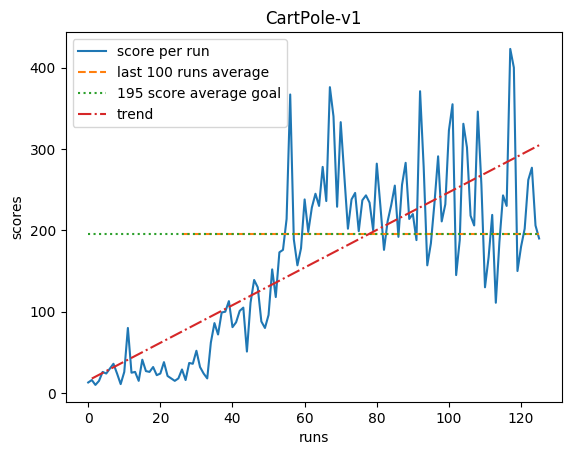 CartPole-v1
score per run
last 100 runs average
195 score average goal
trend
scores
400
300
200
100
0
0 20 40 60 80 100 120
runs